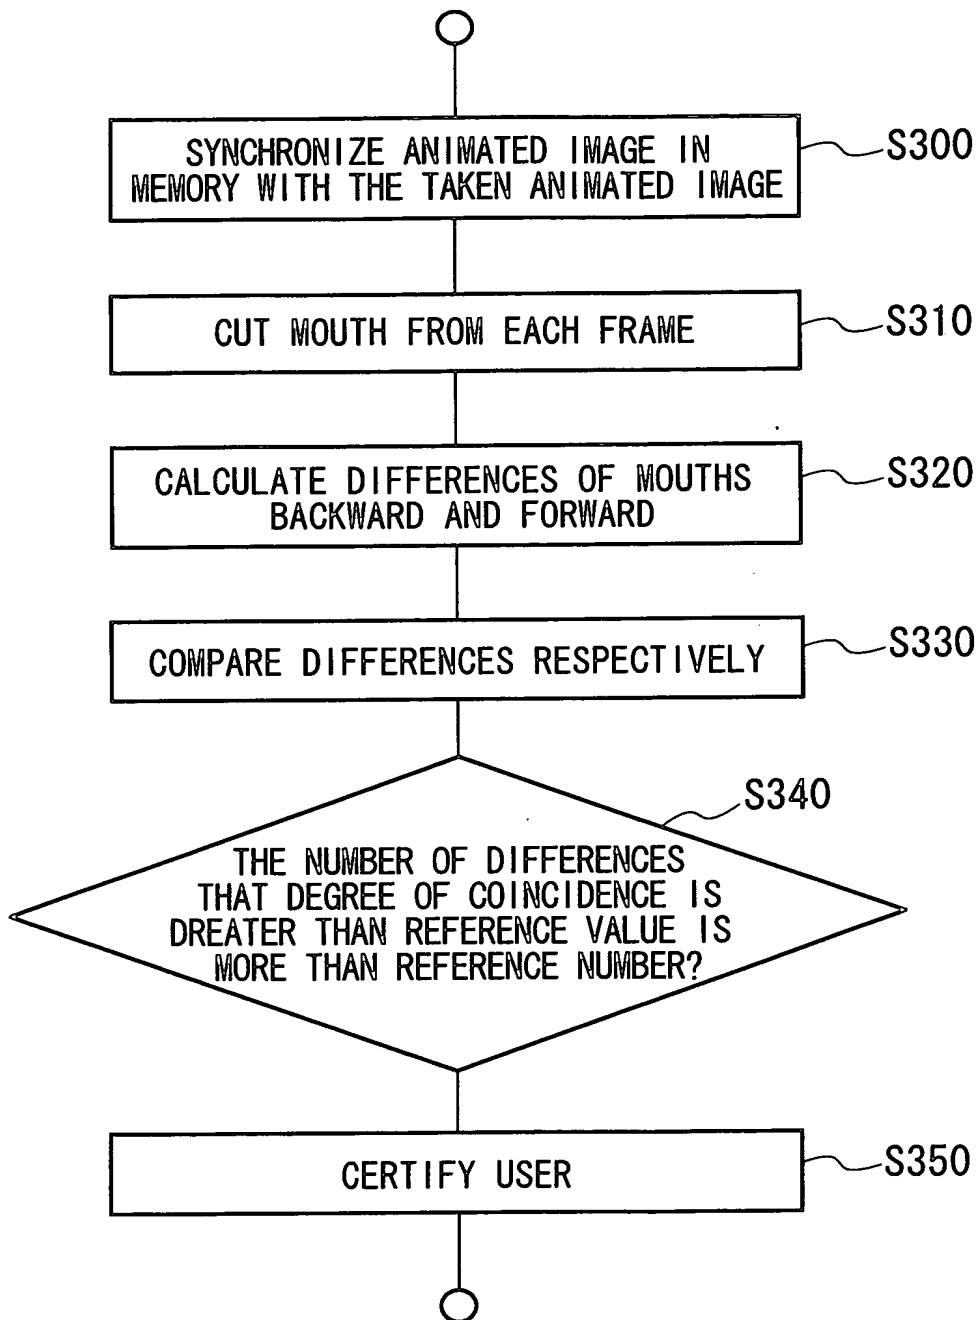 SYNCHRONIZE ANIMATED IMAGE IN
MEMORY WITH THE TAKEN ANIMATED IMAGE
S300
CUT MOUTH FROM EACH FRAME
S310
CALCULATE DIFFERENCES OF MOUTHS
BACKWARD AND FORWARD
S320
COMPARE DIFFERENCES RESPECTIVELY
S330
S340
THE NUMBER OF DIFFERENCES
THAT DEGREE OF COINCIDENCE IS
DREATER THAN REFERENCE VALUE IS
MORE THAN REFERENCE NUMBER?
CERTIFY USER
S350